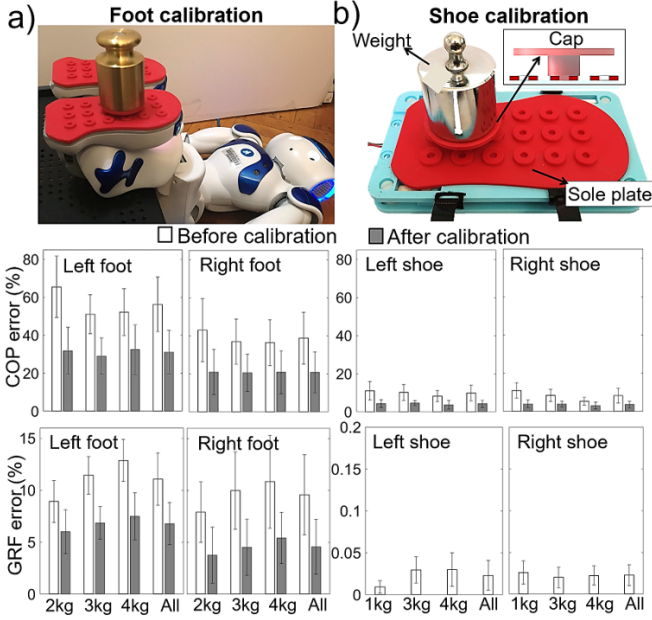 a) Foot calibration
b) Shoe calibration
Weight
Cap
Sole plate
Before calibration After calibration
COP error (%)
80
60
40
20
0
Left foot
Right foot
80
60
40
20
0
Left shoe
Right shoe
GRF error (%)
15
10
5
0
Left foot
Right foot
0.2
0.15
0.1
0.05
0
Left shoe
Right shoe
2kg 3kg 4kg All
2kg 3kg 4kg All
1kg 3kg 4kg All
1kg 3kg 4kg All